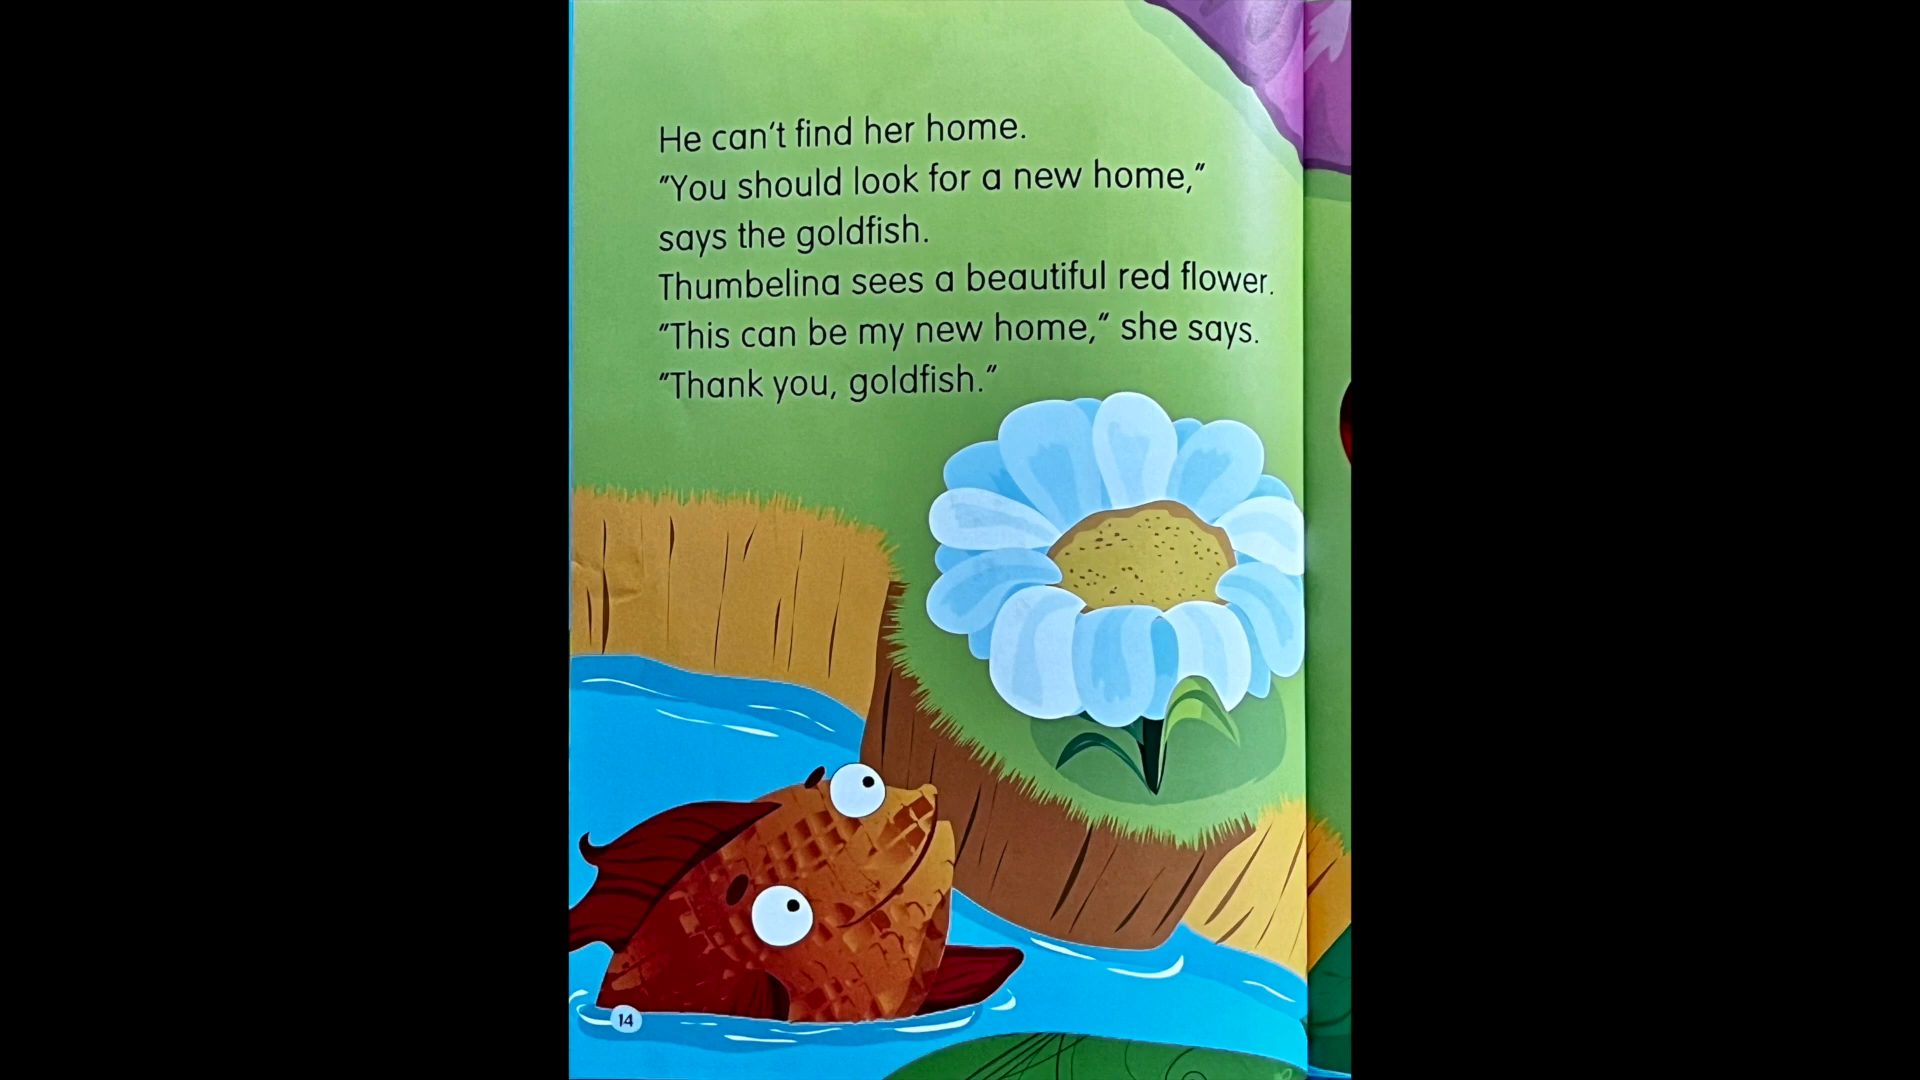 He can't find her home.
"You should look for a new home,"
says the goldfish.
Thumbelina sees a beautiful red flower.
"This can be my new home," she says.
"Thank you, goldfish."
14